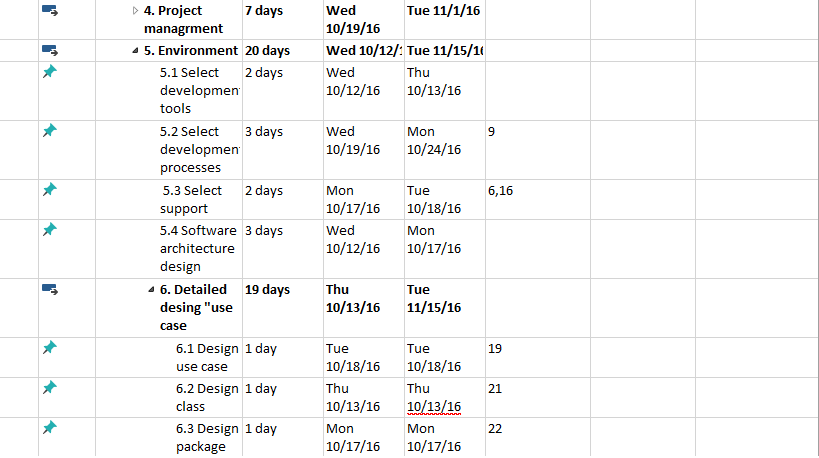 4. Project managrment 7 days Wed 10/19/16 Tue 11/1/16
5. Environment 20 days Wed 10/12/1 Tue 11/15/16
5.1 Select developmen tools 2 days Wed 10/12/16 Thu 10/13/16
5.2 Select developmen processes 3 days Wed 10/19/16 Mon 10/24/16 9
5.3 Select support 2 days Mon 10/17/16 Tue 10/18/16 6,16
5.4 Software architecture design 3 days Wed 10/12/16 Mon 10/17/16
6. Detailed desing "use case 19 days Thu 10/13/16 Tue 11/15/16
6.1 Design use case 1 day Tue 10/18/16 Tue 10/18/16 19
6.2 Design class 1 day Thu 10/13/16 Thu 10/13/16 21
6.3 Design package 1 day Mon 10/17/16 Mon 10/17/16 22